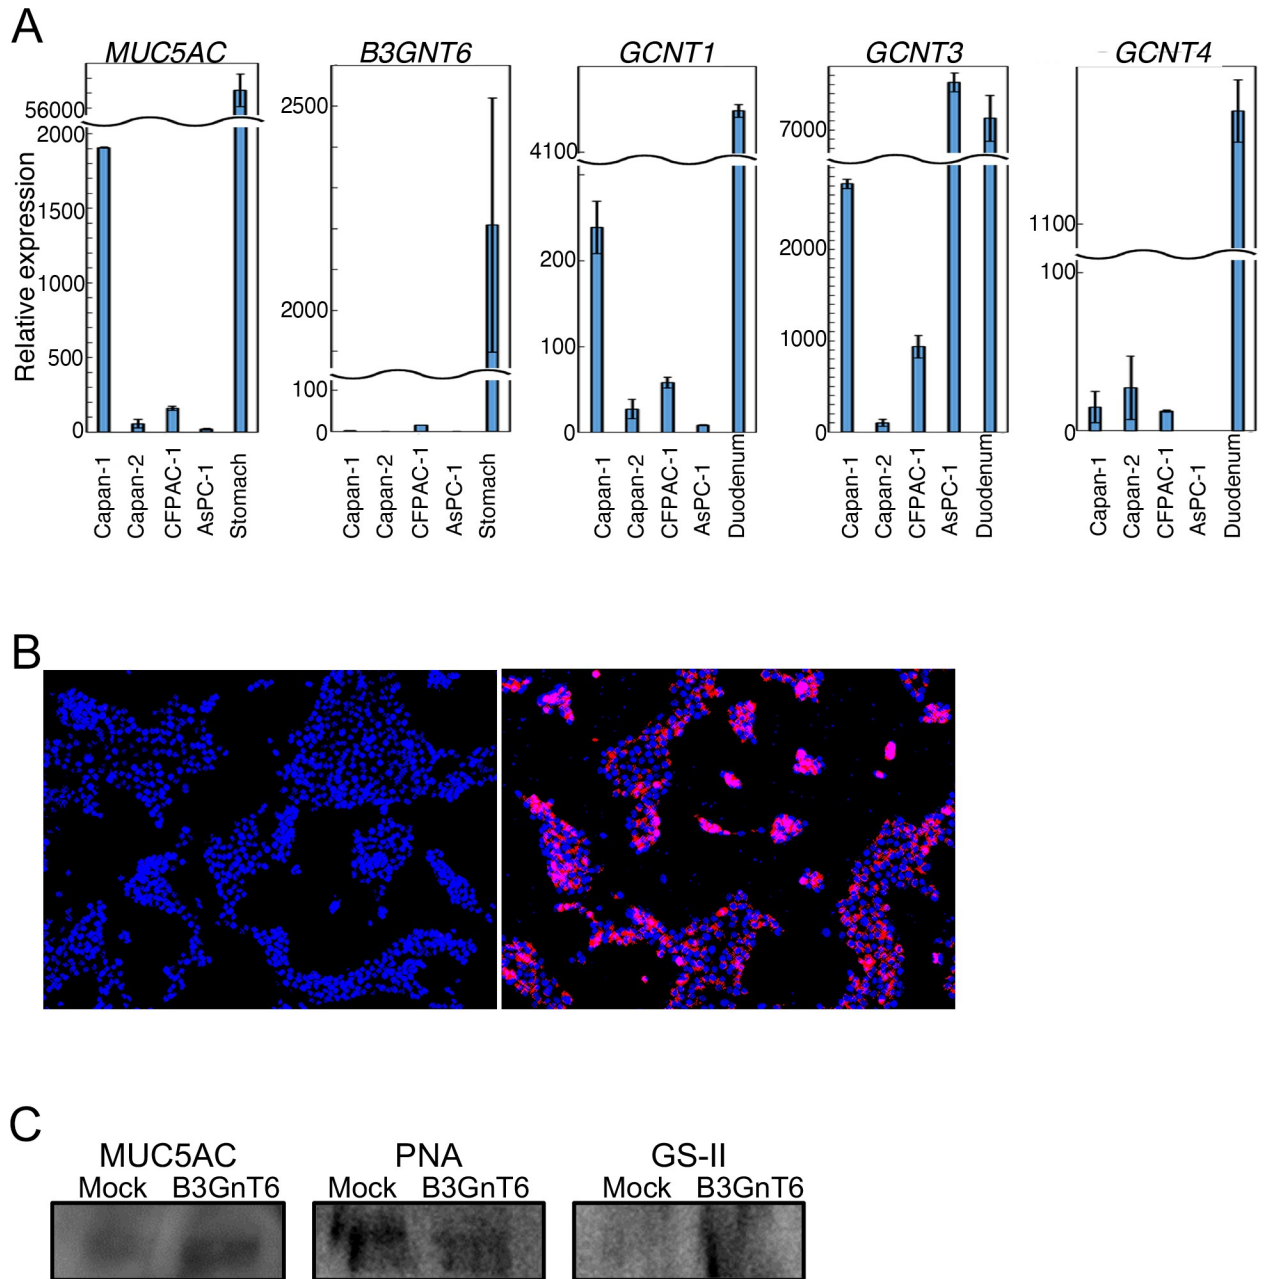 A
MUC5AC B3GNT6 GCNT1 GCNT3 GCNT4
Relative expression
56000
2000
1500
1000
500
0
2500
2000
100
0
4100
200
100
0
7000
2000
1000
0
1100
100
0
Capan-1 Capan-2 CFPAC-1 AsPC-1 Stomach
Capan-1 Capan-2 CFPAC-1 AsPC-1 Stomach
Capan-1 Capan-2 CFPAC-1 AsPC-1 Duodenum
Capan-1 Capan-2 CFPAC-1 AsPC-1 Duodenum
Capan-1 Capan-2 CFPAC-1 AsPC-1 Duodenum
B
C
MUC5AC PNA GS-II
Mock B3GnT6 Mock B3GnT6 Mock B3GnT6